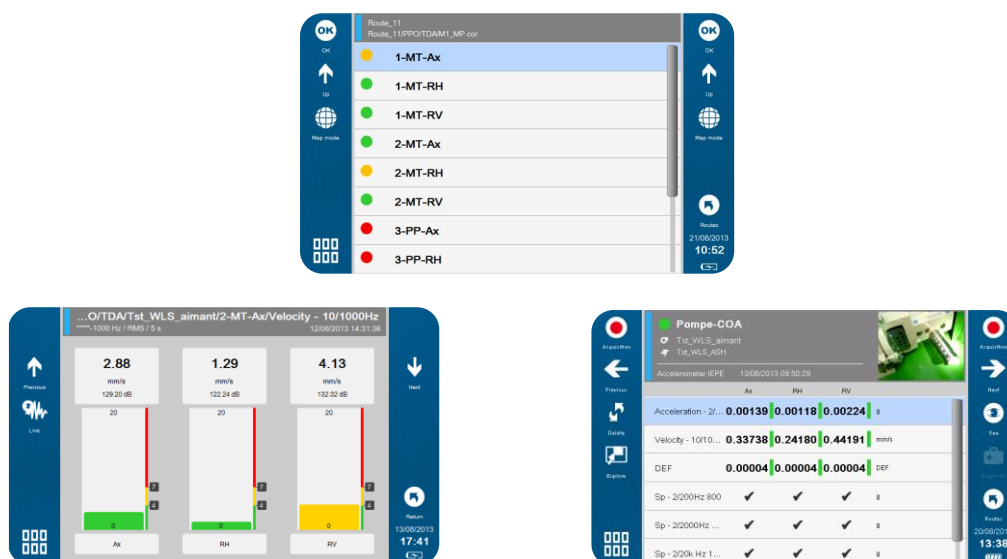 OK
OK
Up
Map mode
Route_11
Route_11/PPO/TDA/M1_MP cor
1-MT-Ax
1-MT-RH
1-MT-RV
2-MT-Ax
2-MT-RH
2-MT-RV
3-PP-Ax
3-PP-RH
OK
OK
Up
Map mode
Routes
21/08/2013
10:52
Previous
Live
...O/TDA/Tst_WLS_aimant/2-MT-Ax/Velocity - 10/1000Hz
*****-1000 Hz / RMS / 5 s 12/08/2013 14:31:36
2.88 1.29 4.13
mm/s mm/s mm/s
129.20 dB 122.24 dB 132.32 dB
20 20 20
7 7 7
4 4 4
0 0 0
Ax RH RV
Next
Return
13/08/2013
17:41
Acquisition
Previous
Delete
Explore
Pompe-COA
Tst_WLS_aimant
Tst_WLS_ASH
Accelerometer IEPE 13/08/2013 09:50:29
Ax RH RV
Acceleration - 2/... 0.00139 0.00118 0.00224 g
Velocity - 10/10... 0.33738 0.24180 0.44191 mm/s
DEF 0.00004 0.00004 0.00004 DEF
Sp - 2/200Hz 800 ✔ ✔ ✔ g
Sp - 2/2000Hz ... ✔ ✔ ✔ g
Sp - 2/20k Hz 1... ✔ ✔ ✔ g
Acquisition
Next
See
Routes
20/08/201
13:38